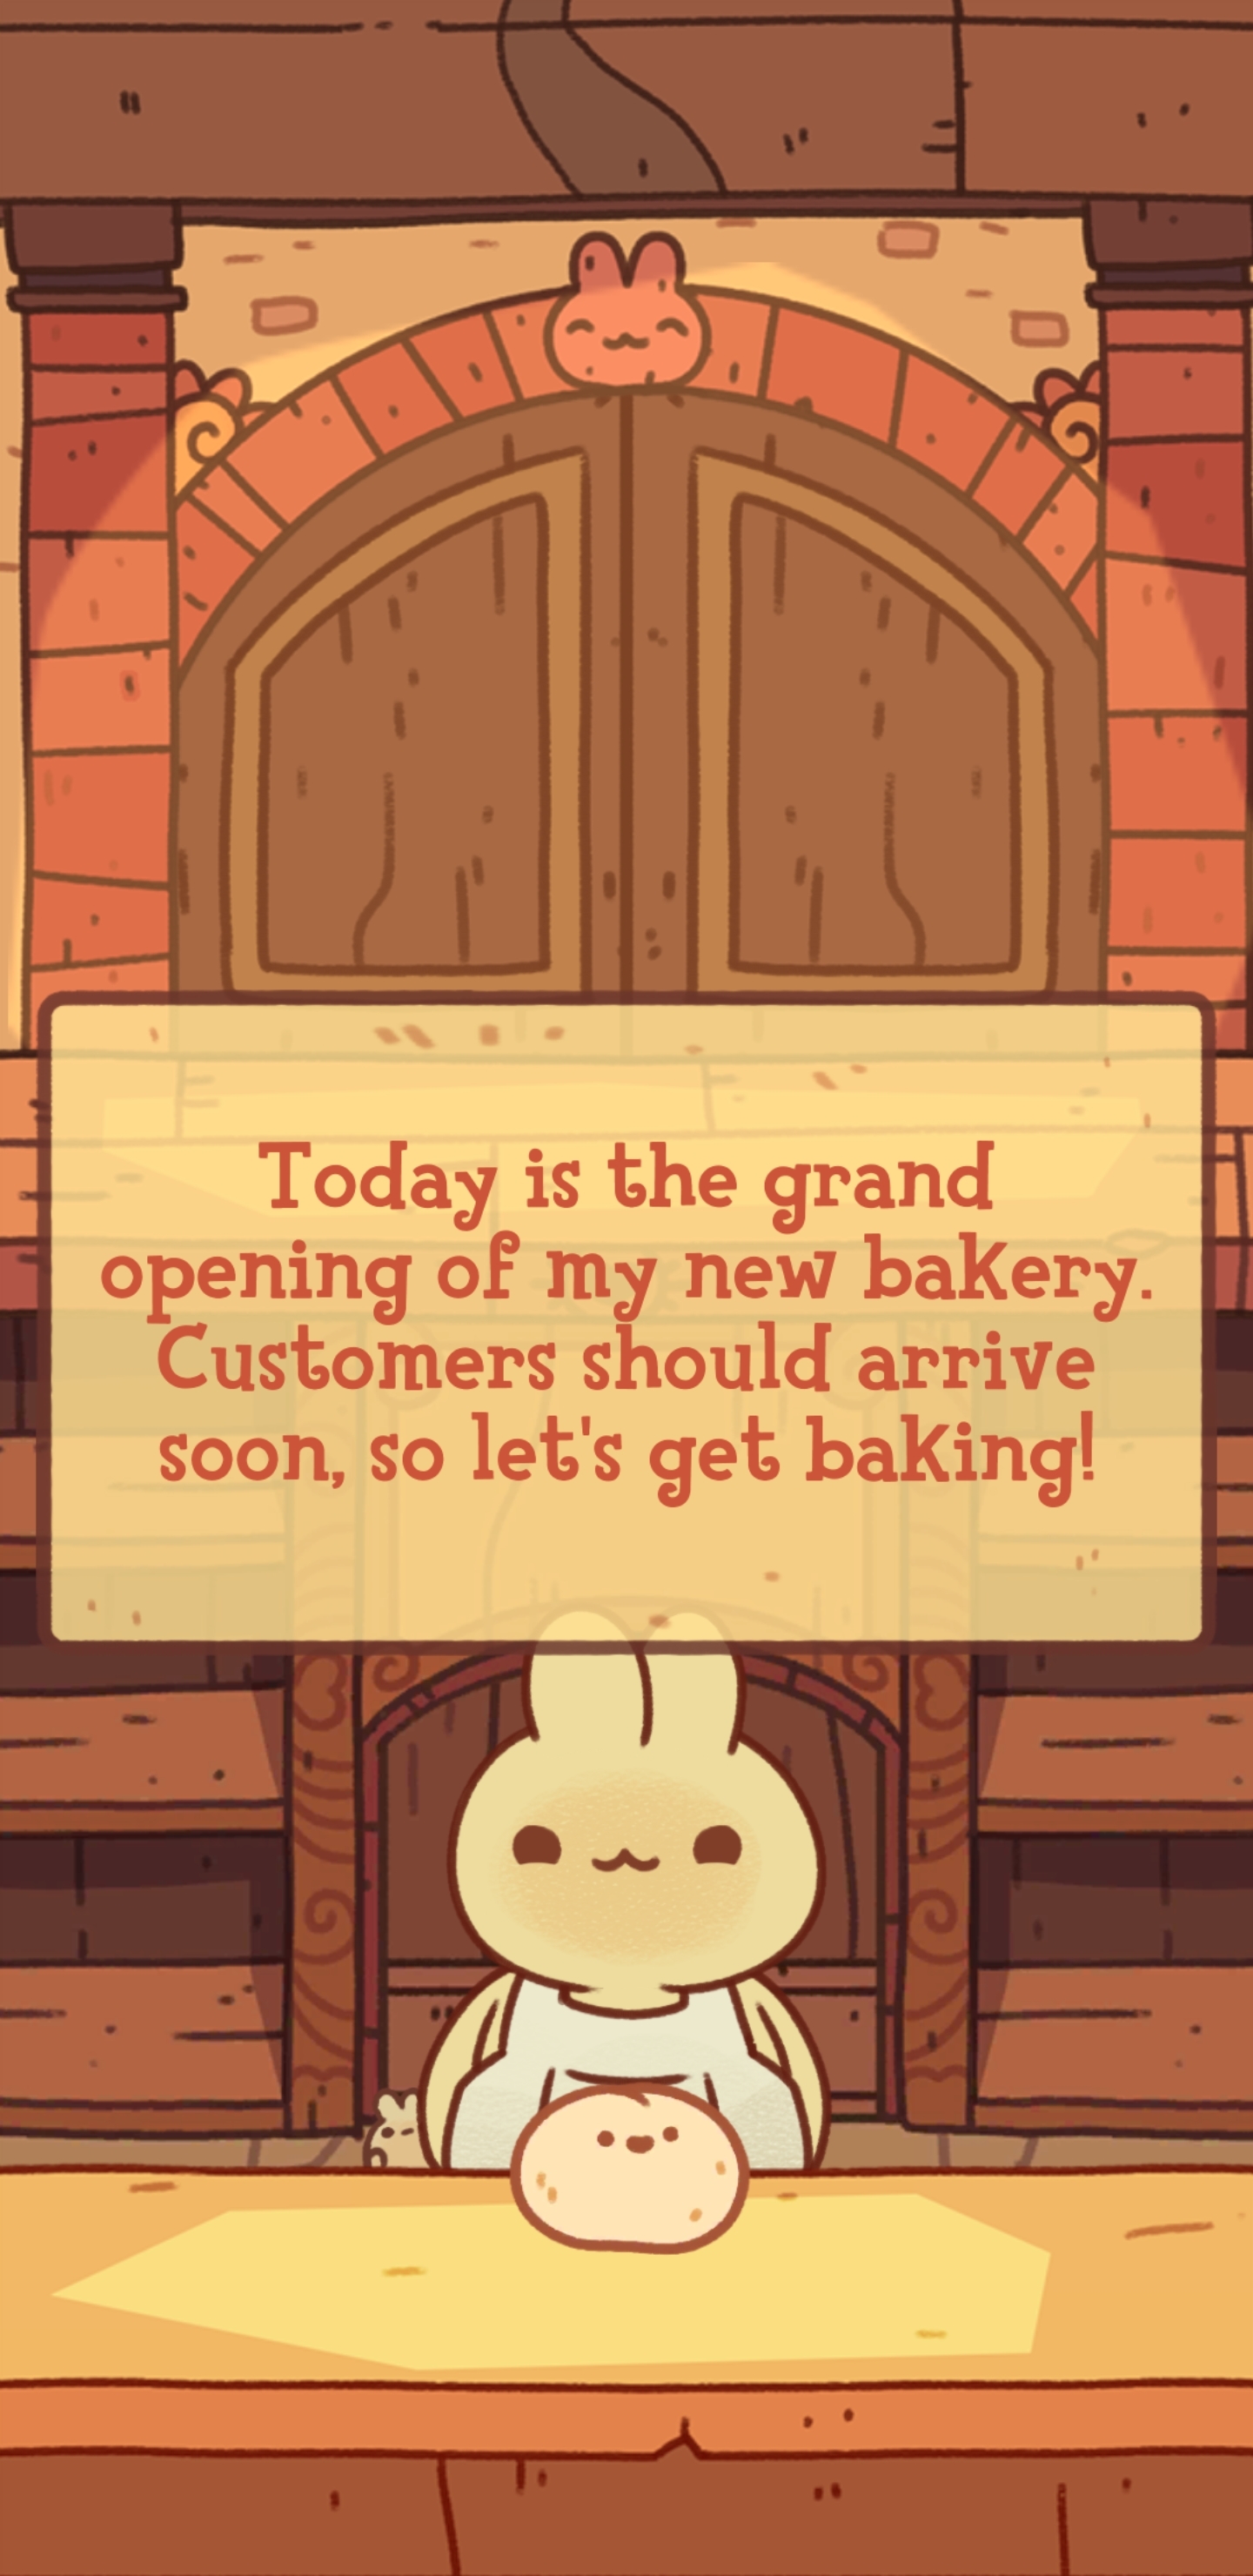 Today is the grand
opening of my new bakery.
Customers should arrive
soon, so let's get baking!